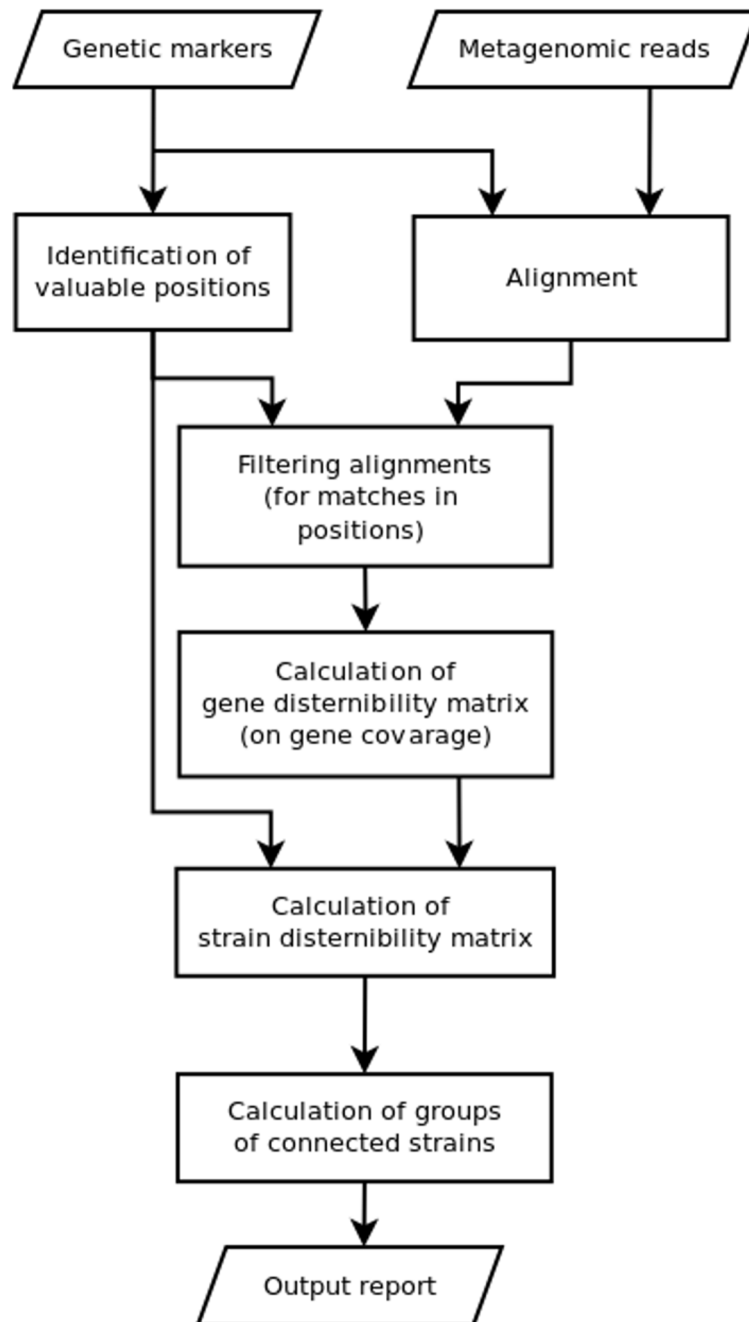 Genetic markers
Metagenomic reads
Identification of
valuable positions
Alignment
Filtering alignments
(for matches in
positions)
Calculation of
gene disternibility matrix
(on gene covarage)
Calculation of
strain disternibility matrix
Calculation of groups
of connected strains
Output report